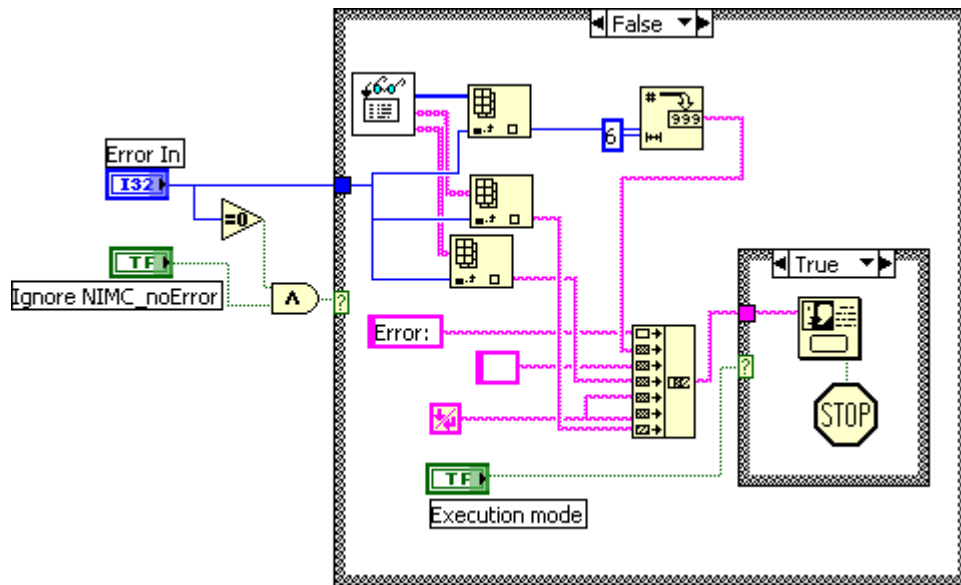 False
# 999
6
Error In
I32
=0
TF
Ignore NIMC_noError
?
True
Error:
?
STOP
TF
Execution mode